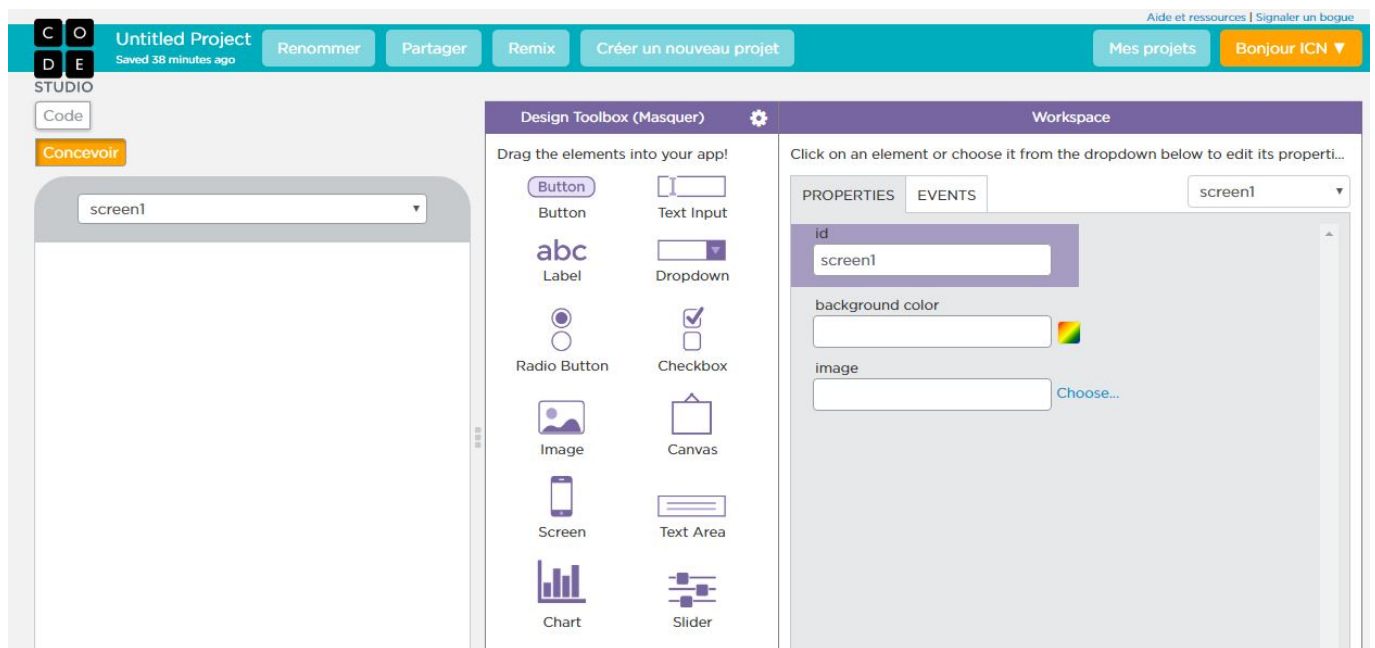 Aide et ressources | Signaler un bogue
C O
D E
STUDIO
Untitled Project
Saved 38 minutes ago
Renommer
Partager
Remix
Créer un nouveau projet
Mes projets
Bonjour ICN ▼
Code
Concevoir
screen1
Design Toolbox (Masquer)
Drag the elements into your app!
Button
Button
Text Input
abc
Label
Dropdown
Radio Button
Checkbox
Image
Canvas
Screen
Text Area
Chart
Slider
Workspace
Click on an element or choose it from the dropdown below to edit its properti...
PROPERTIES
EVENTS
screen1
id
screen1
background color
image
Choose...